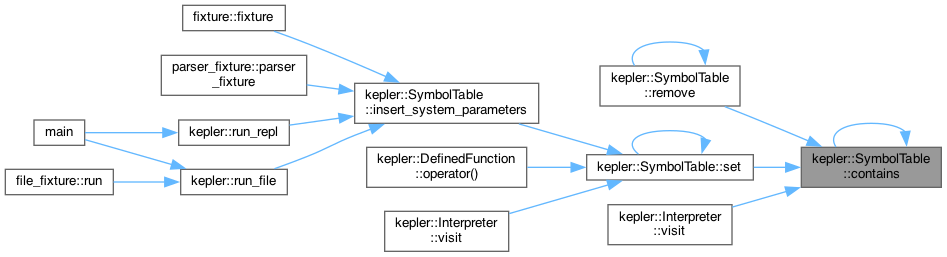 fixture::fixture
parser_fixture::parser
_fixture
main
kepler::run_repl
file_fixture::run
kepler::run_file
kepler::SymbolTable
::insert_system_parameters
kepler::DefinedFunction
::operator()
kepler::Interpreter
::visit
kepler::SymbolTable
::remove
kepler::SymbolTable::set
kepler::Interpreter
::visit
kepler::SymbolTable
::contains